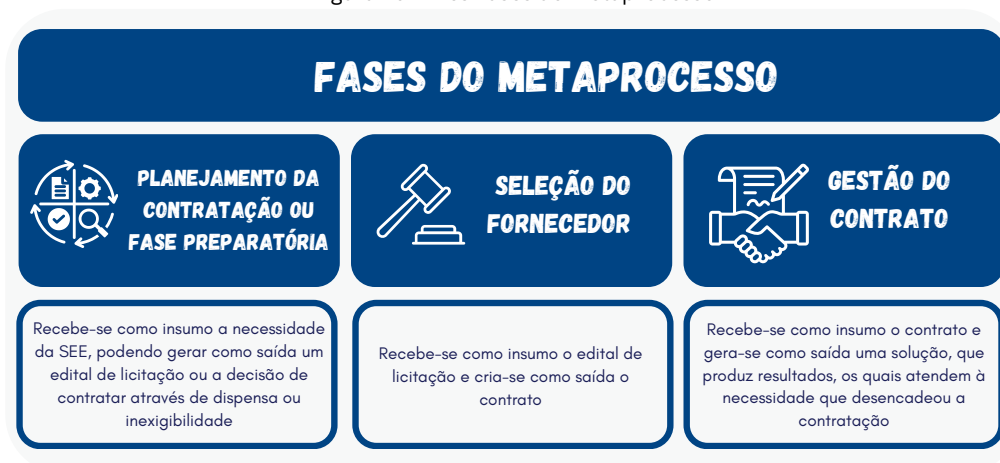 FASES DO METAPROCESSO
PLANEJAMENTO DA
CONTRATAÇÃO OU
FASE PREPARATÓRIA
SELEÇÃO DO
FORNECEDOR
GESTÃO DO
CONTRATO
Recebe-se como insumo a necessidade
da SEE, podendo gerar como saída um
edital de licitação ou a decisão de
contratar através de dispensa ou
inexigibilidade
Recebe-se como insumo o edital de
licitação e cria-se como saída o
contrato
Recebe-se como insumo o contrato e
gera-se como saída uma solução, que
produz resultados, os quais atendem à
necessidade que desencadeou a
contratação